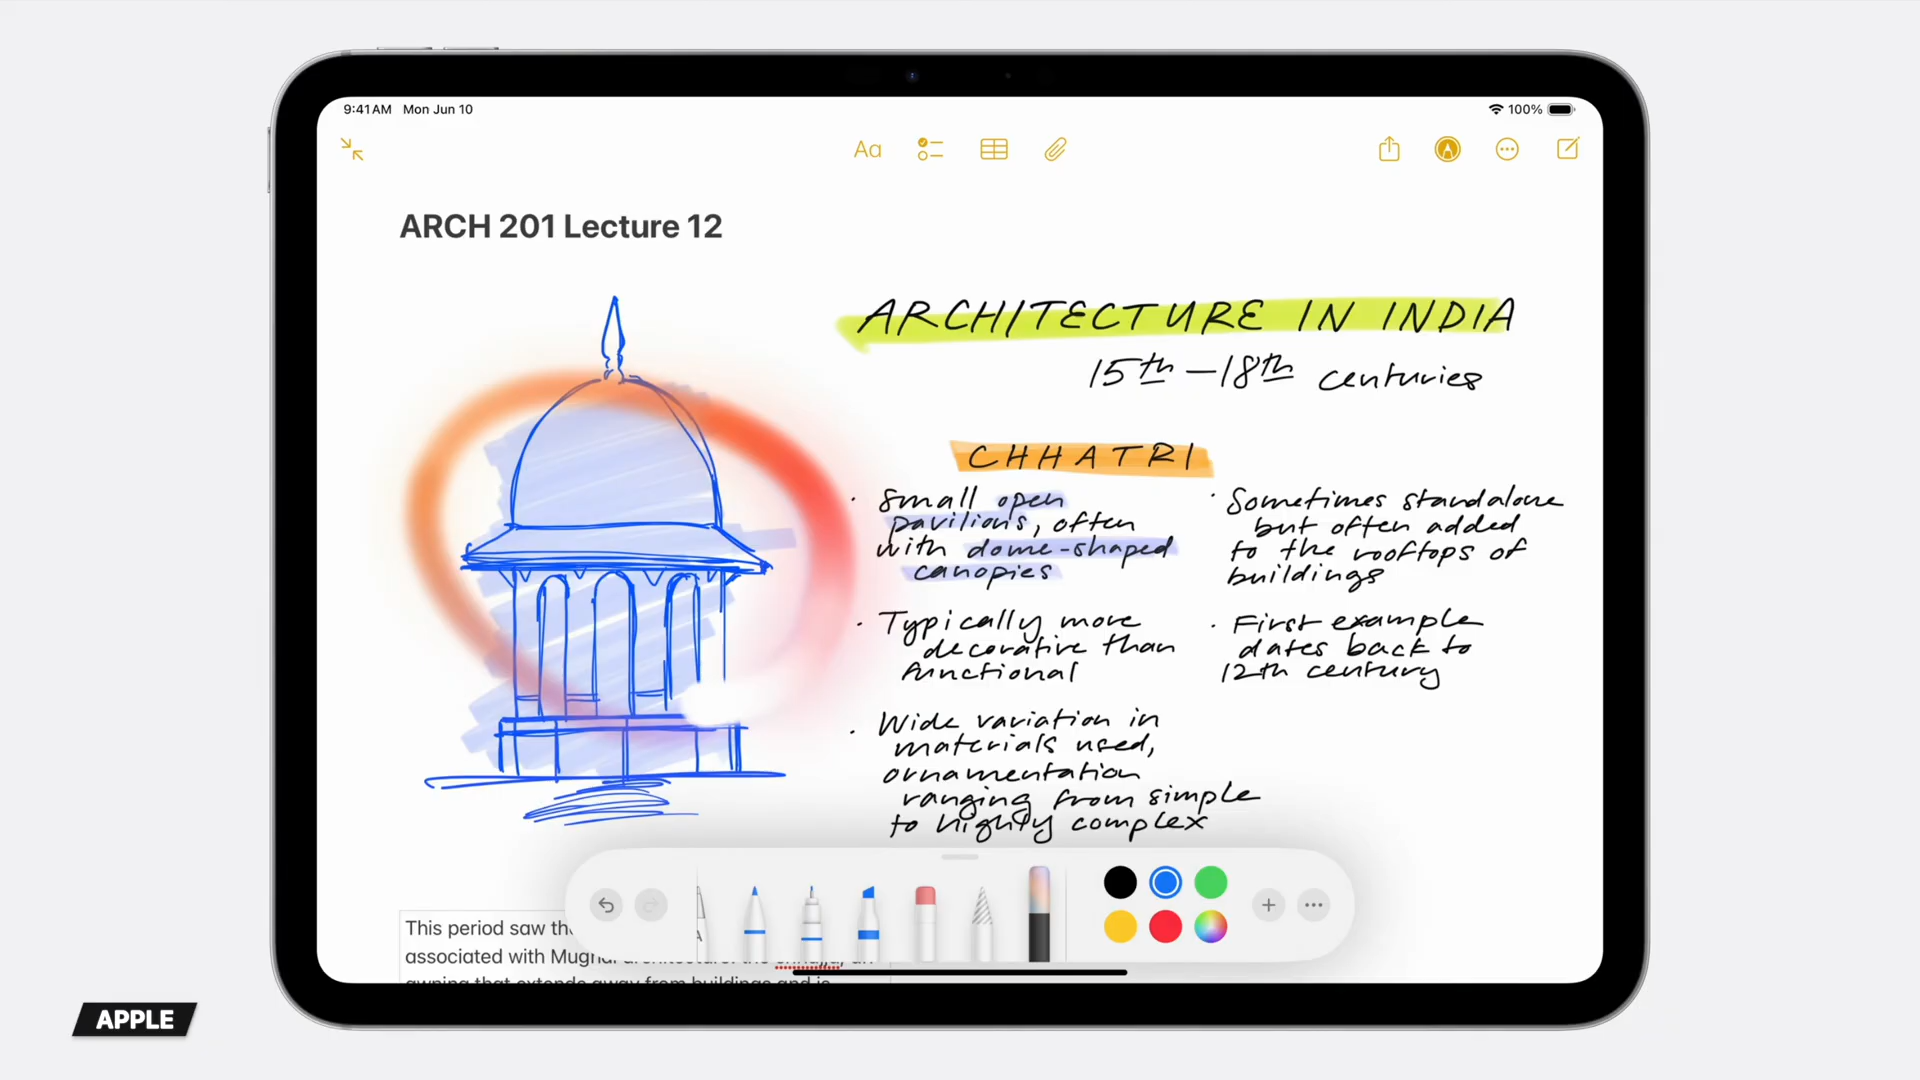 9:41 AM Mon Jun 10
100%
Aa
ARCH 201 Lecture 12
ARCHITECTURE IN INDIA
15th – 18th centuries
CHHATRI
· Small open
pavilions, often
with dome-shaped
canopies
· Typically more
decorative than
functional
· Wide variation in
materials used,
ornamentation
ranging from simple
to highly complex
· Sometimes standalone
but often added
to the rooftops of
buildings
· First example
dates back to
12th century
This period saw
associated with
APPLE